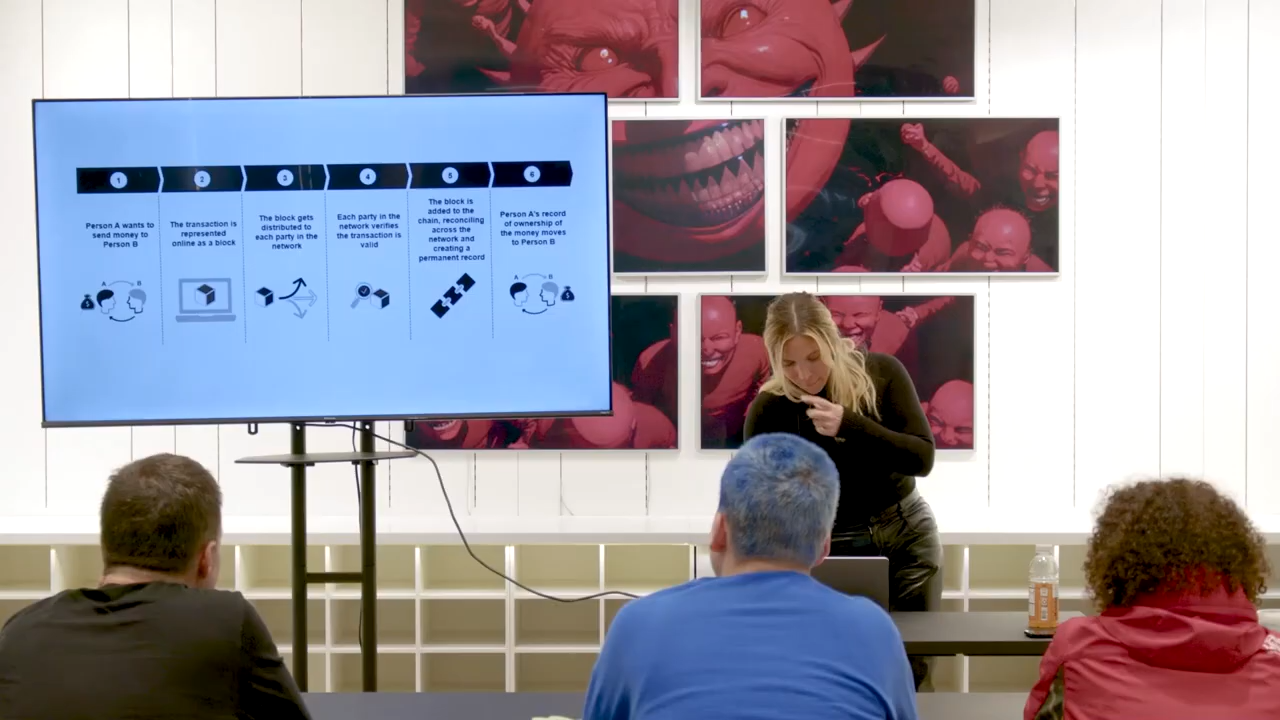 1 2 3 4 5 6
Person A wants to
send money to
Person B
The transaction is
represented
online as a block
The block gets
distributed to
each party in the
network
Each party in the
network verifies
the transaction is
valid
The block is
added to the
chain, reconciling
across the
network and
creating a
permanent record
Person A's record
of ownership of
the money moves
to Person B
A B
A B